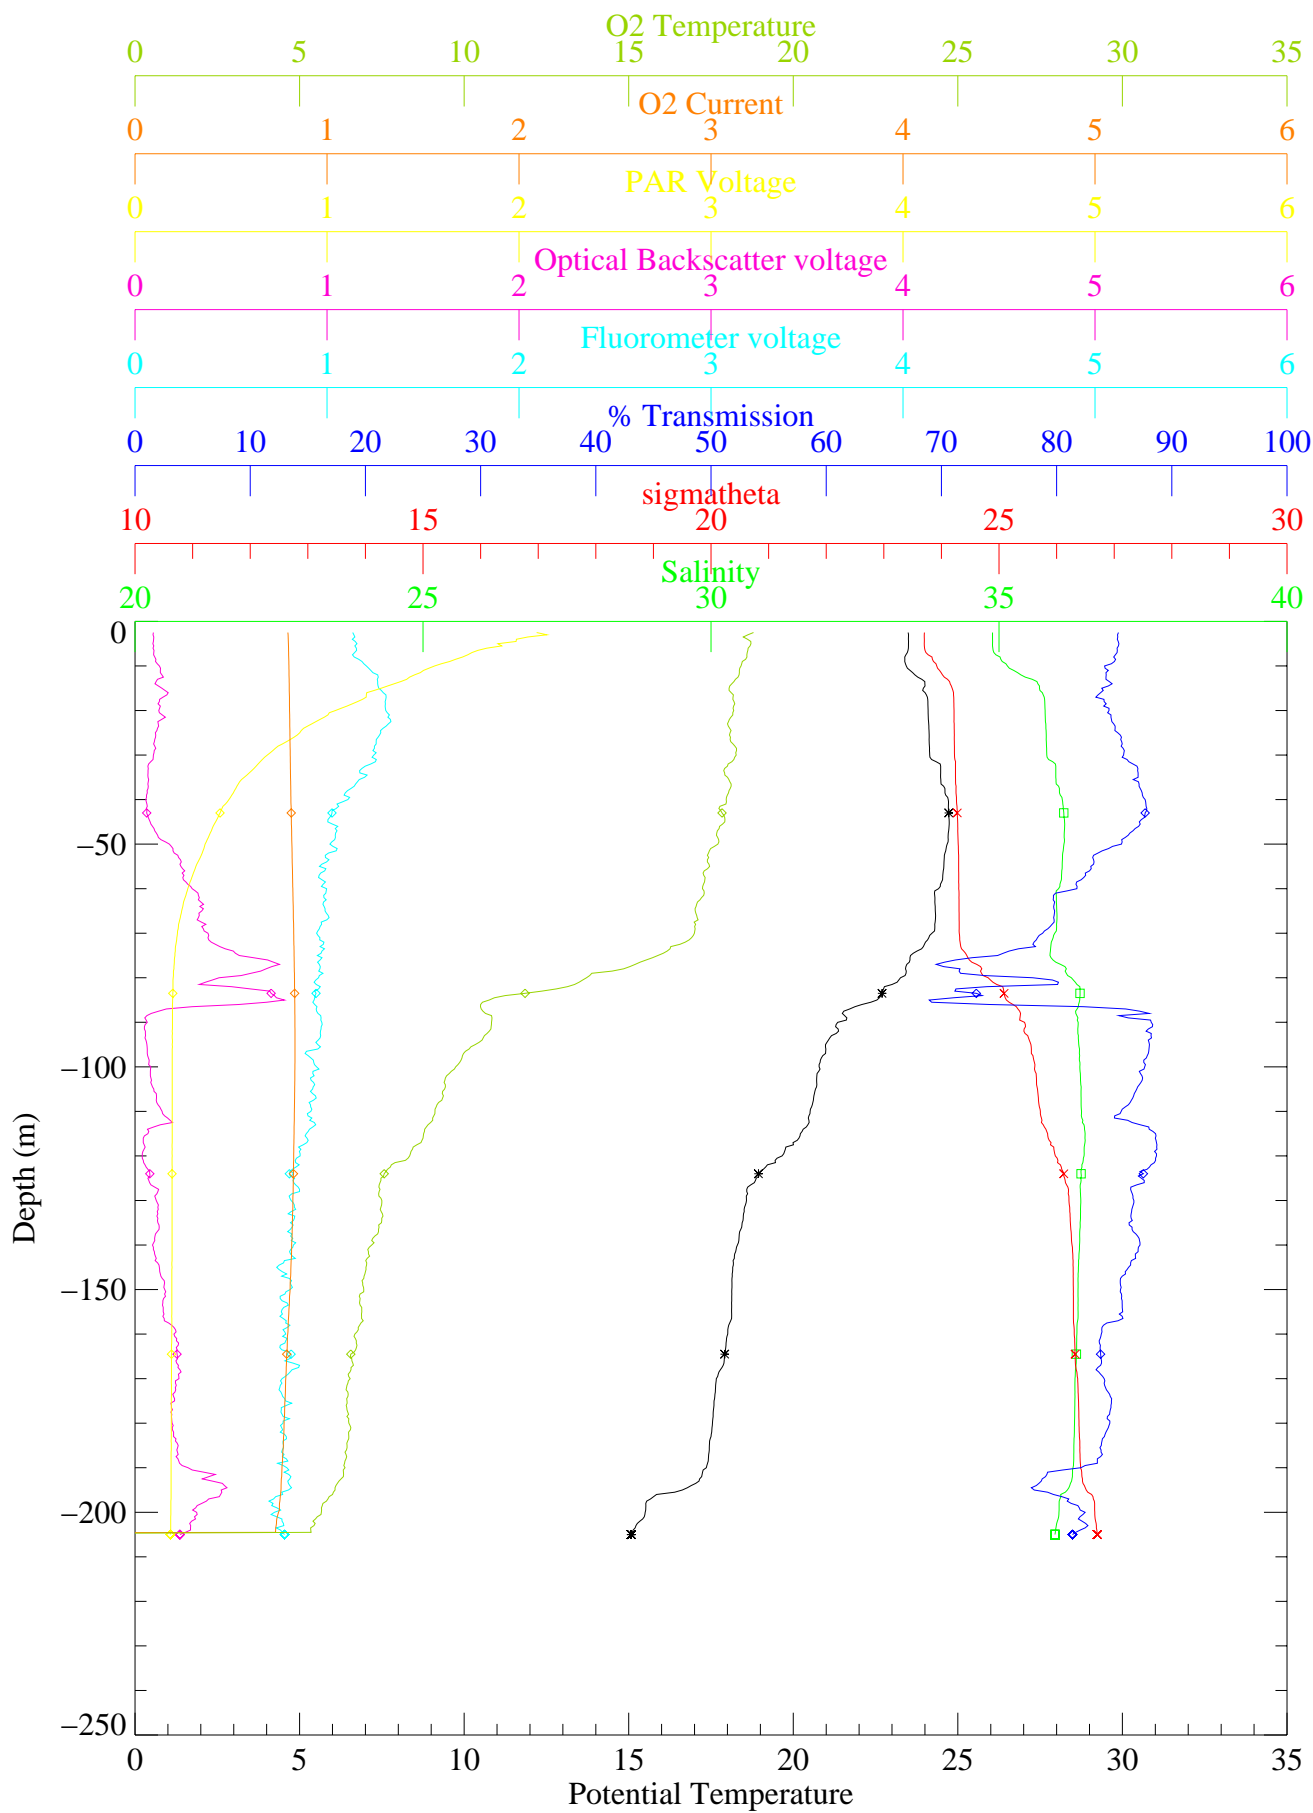 O2 Temperature
0 5 10 15 20 25 30 35
O2 Current
0 1 2 3 4 5 6
PAR Voltage
0 1 2 3 4 5 6
Optical Backscatter voltage
0 1 2 3 4 5 6
Fluorometer voltage
0 1 2 3 4 5 6
% Transmission
0 10 20 30 40 50 60 70 80 90 100
sigmatheta
10 15 20 25 30
Salinity
20 25 30 35 40
0
−50
−100
Depth (m)
−150
−200
−250
0 5 10 15 20 25 30 35
Potential Temperature